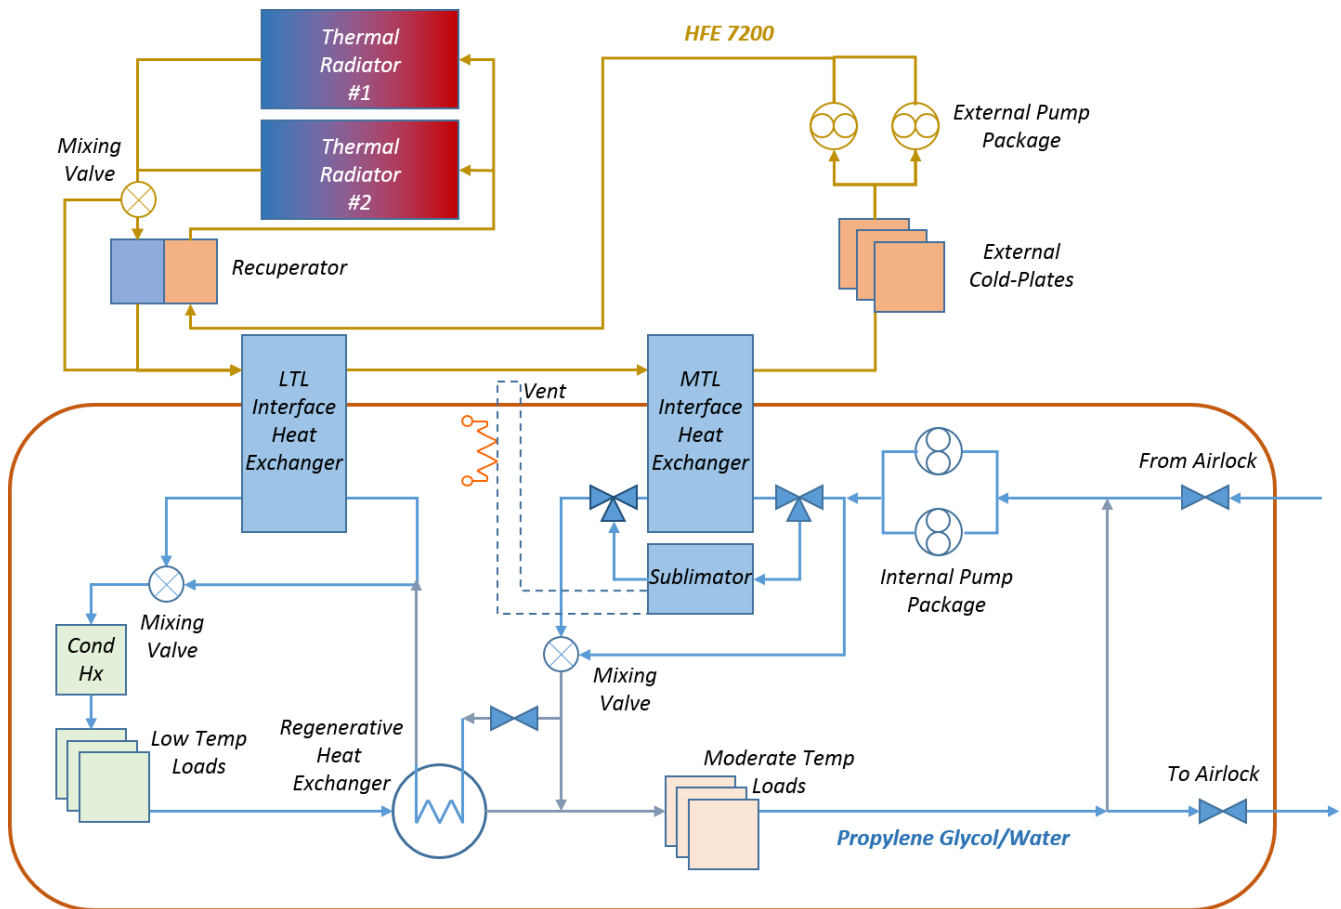 HFE 7200
Thermal
Radiator
#1
External Pump
Package
Mixing
Valve
Thermal
Radiator
#2
Recuperator
External
Cold-Plates
LTL
Interface
Heat
Exchanger
Vent
MTL
Interface
Heat
Exchanger
From Airlock
Sublimator
Internal Pump
Package
Mixing
Valve
Cond
Hx
Mixing
Valve
Regenerative
Heat
Exchanger
Low Temp
Loads
Moderate Temp
Loads
To Airlock
Propylene Glycol/Water